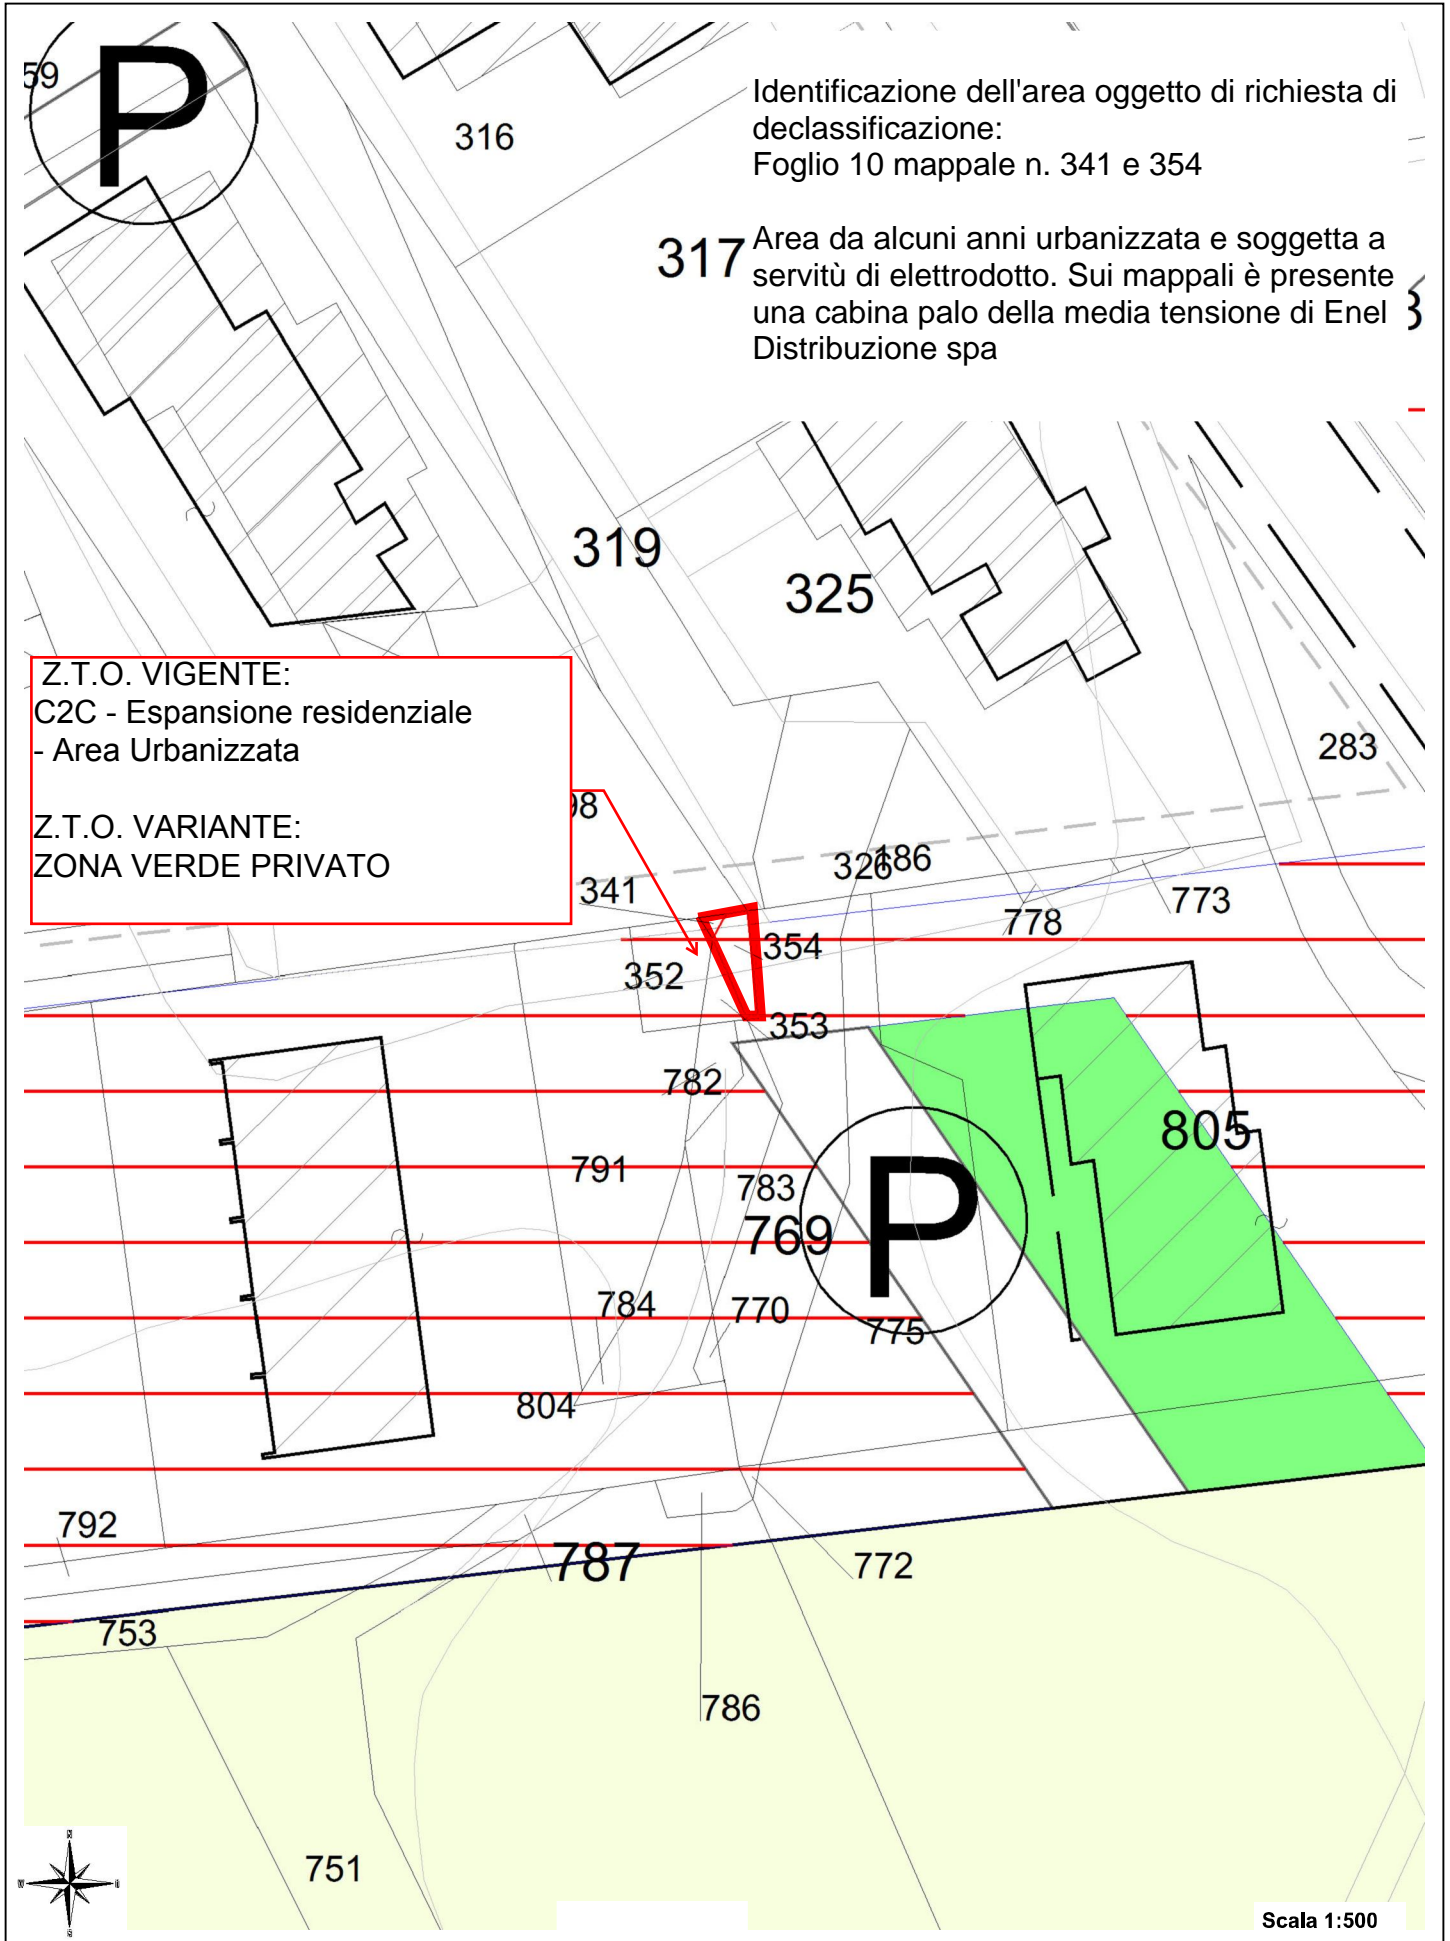 59
P
316
Identificazione dell'area oggetto di richiesta di
declassificazione:
Foglio 10 mappale n. 341 e 354
317
Area da alcuni anni urbanizzata e soggetta a
servitù di elettrodotto. Sui mappali è presente
una cabina palo della media tensione di Enel
Distribuzione spa
319
325
Z.T.O. VIGENTE:
C2C - Espansione residenziale
- Area Urbanizzata
Z.T.O. VARIANTE:
ZONA VERDE PRIVATO
283
98
326
186
341
773
778
354
352
353
782
805
791
783
769
P
784
770
775
804
792
787
772
753
786
751
N
W
Scala 1:500